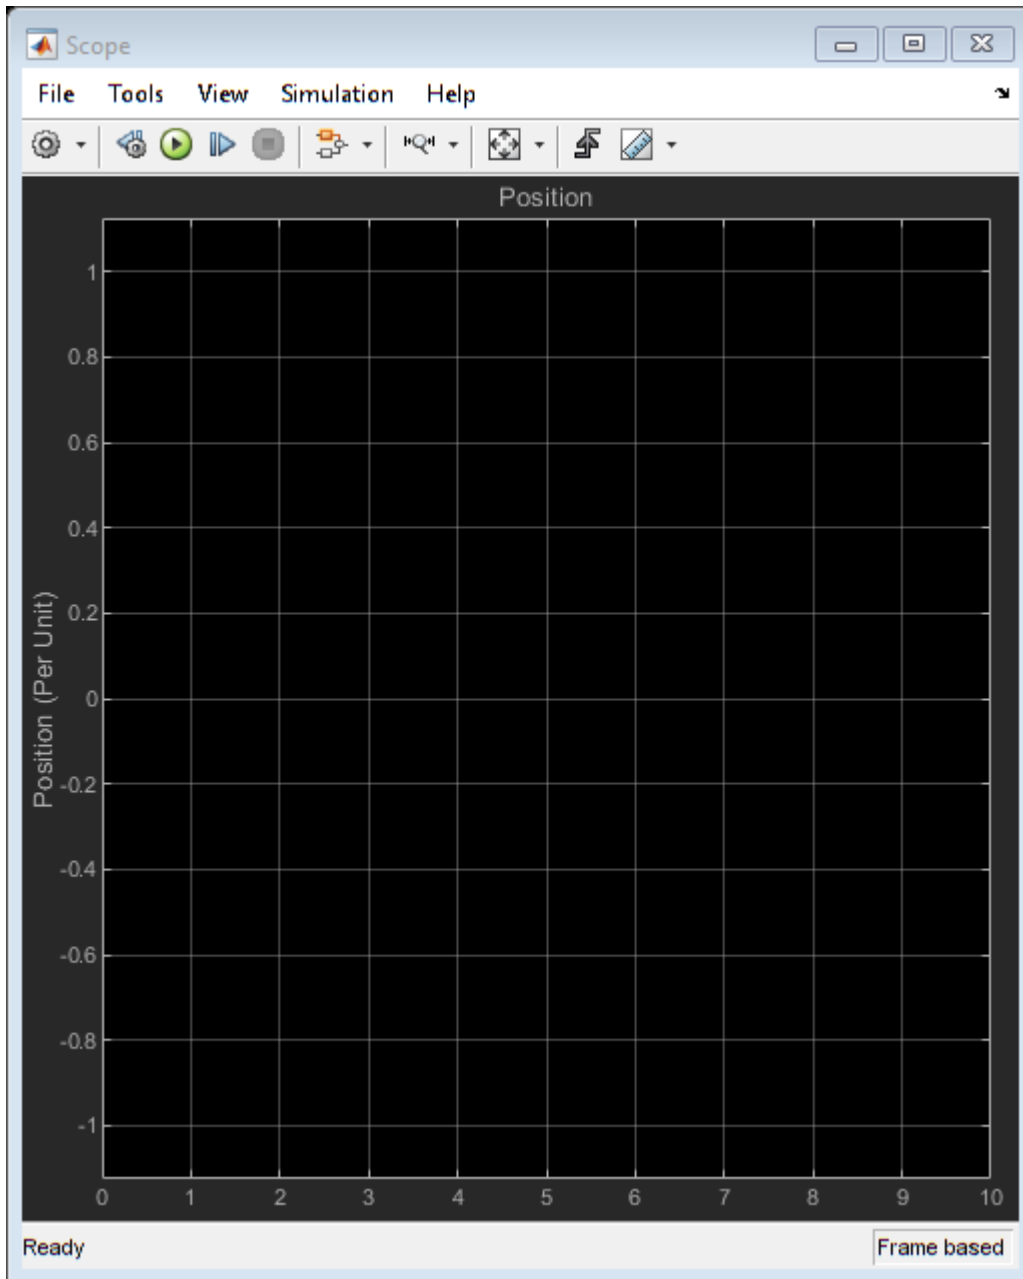 Scope
File Tools View Simulation Help
Position
Position (Per Unit)
1
0.8
0.6
0.4
0.2
0
-0.2
-0.4
-0.6
-0.8
-1
0 1 2 3 4 5 6 7 8 9 10
Ready Frame based